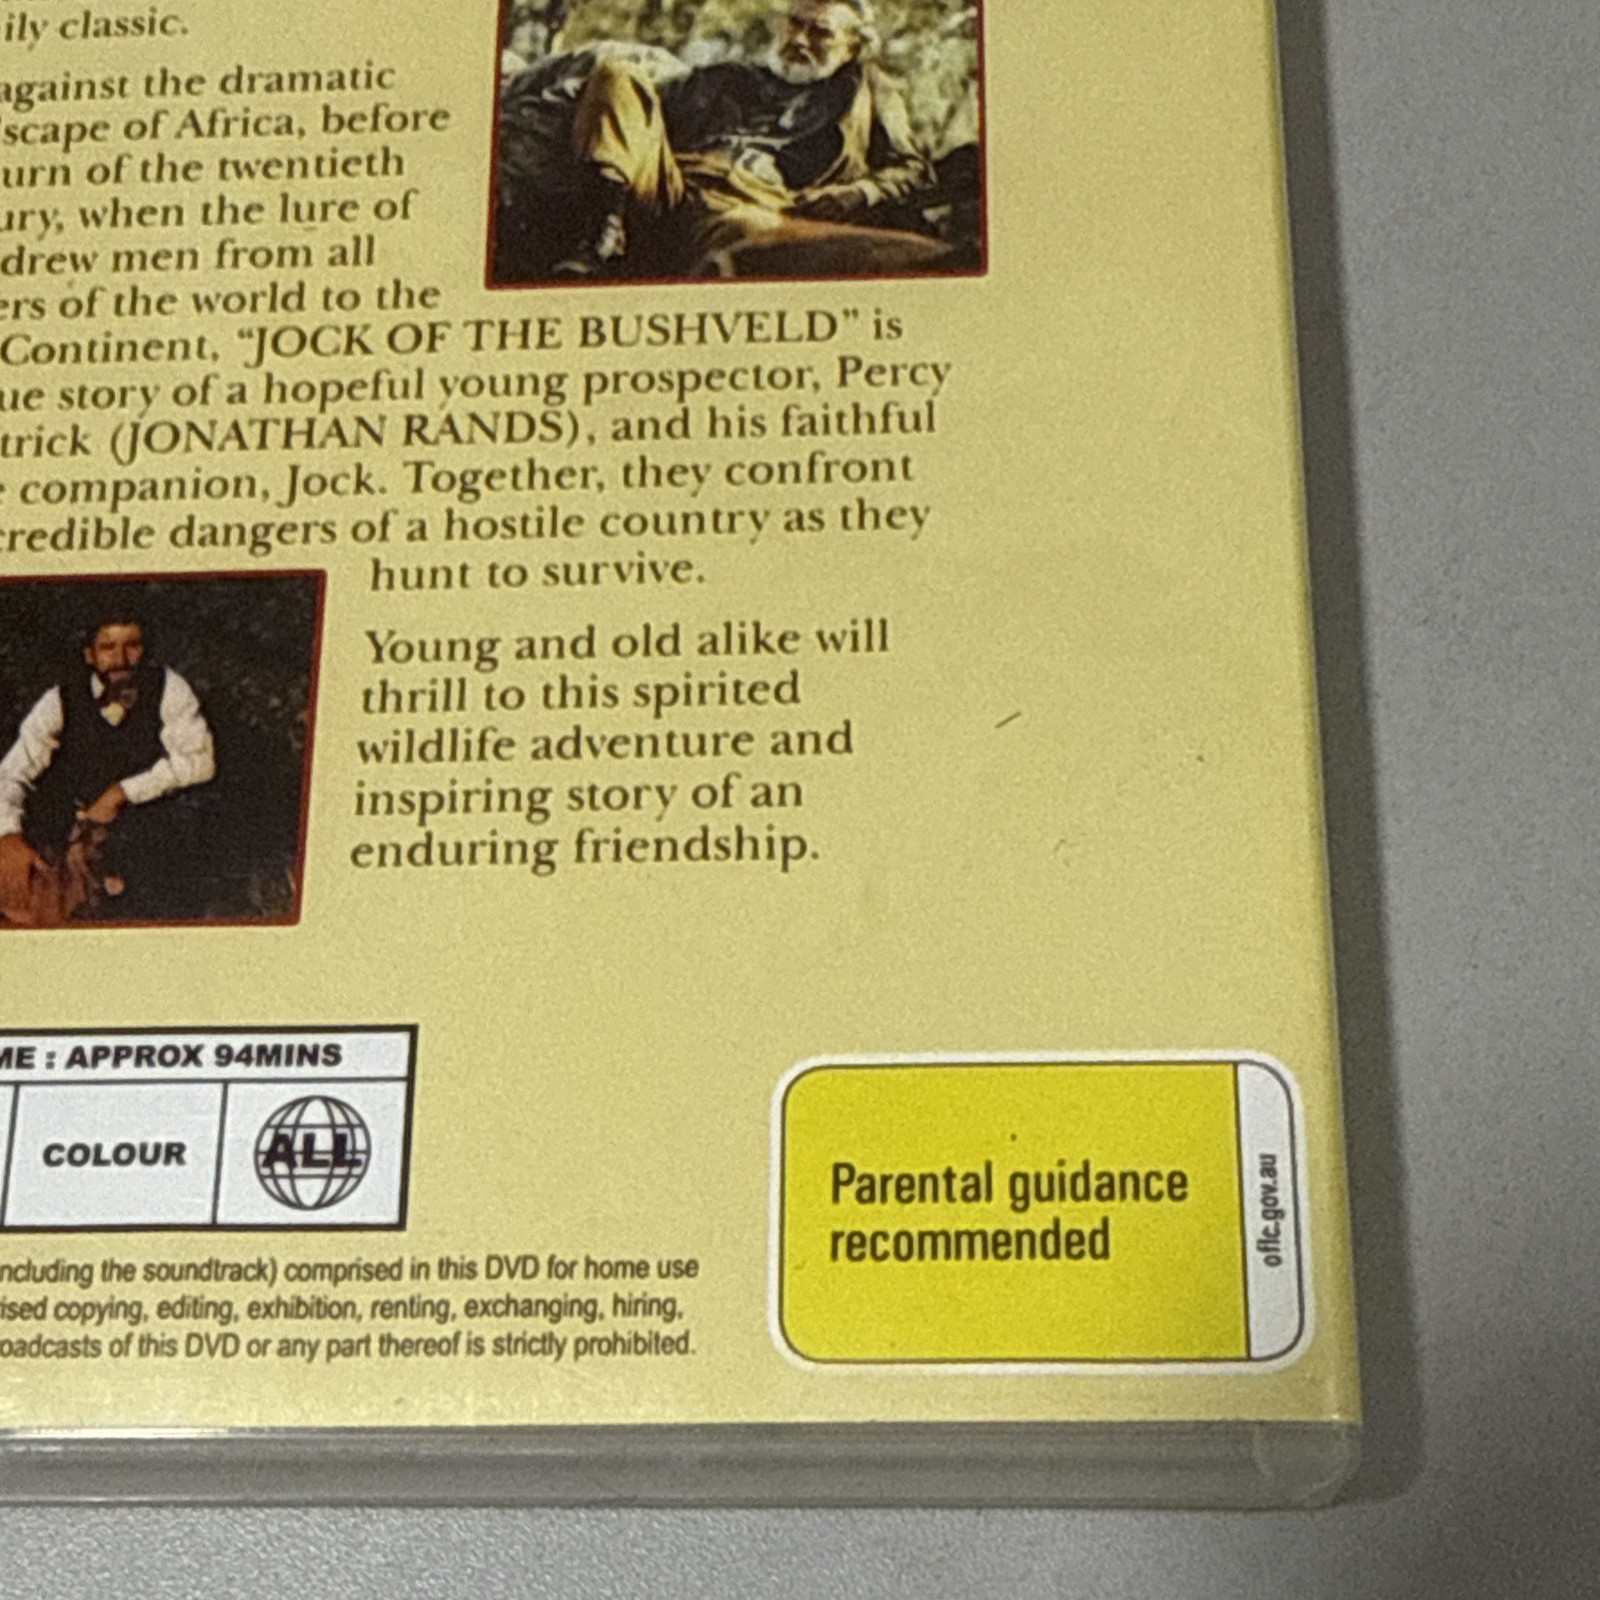 ily classic.
against the dramatic
scape of Africa, before
urn of the twentieth
ury, when the lure of
drew men from all
ers of the world to the
Continent, “JOCK OF THE BUSHVELD” is
ue story of a hopeful young prospector, Percy
trick (JONATHAN RANDS), and his faithful
companion, Jock. Together, they confront
credible dangers of a hostile country as they
hunt to survive.
Young and old alike will
thrill to this spirited
wildlife adventure and
inspiring story of an
enduring friendship.
ME : APPROX 94MINS
COLOUR
ALL
ncluding the soundtrack) comprised in this DVD for home use
ised copying, editing, exhibition, renting, exchanging, hiring,
oadcasts of this DVD or any part thereof is strictly prohibited.
Parental guidance
recommended
oflc.gov.au